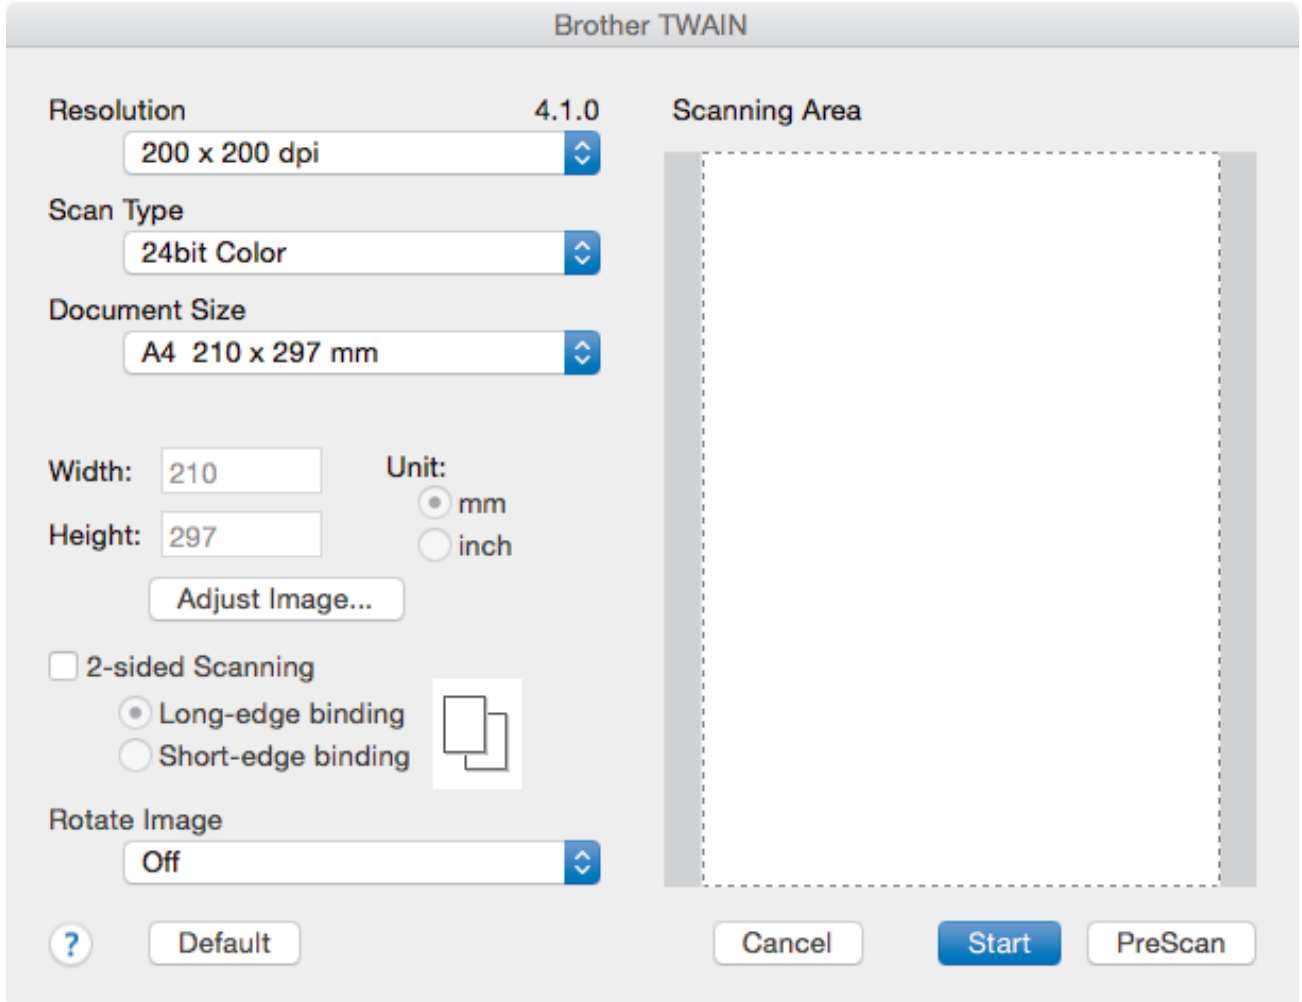 Brother TWAIN
Resolution 4.1.0
200 x 200 dpi
Scan Type
24bit Color
Document Size
A4 210 x 297 mm
Width: 210
Height: 297
Unit:
mm
inch
Adjust Image...
2-sided Scanning
Long-edge binding
Short-edge binding
Rotate Image
Off
? Default
Scanning Area
Cancel Start PreScan